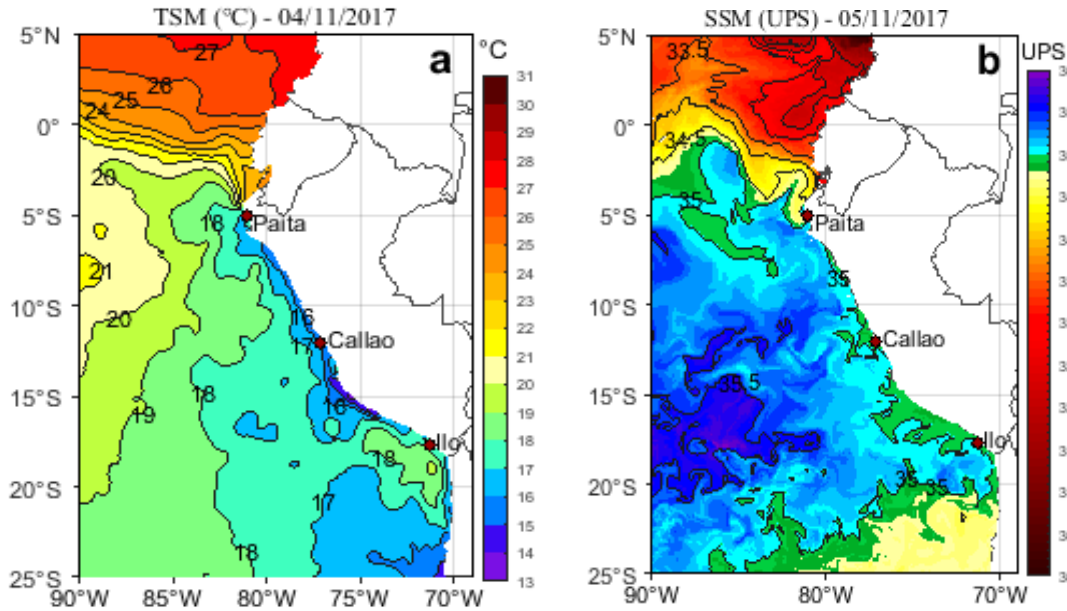 TSM (°C) - 04/11/2017
5°N
0°
5°S
10°S
15°S
20°S
25°S
90°W
85°W
80°W
75°W
70°W
a
27
26
25
24
20
18
21
20
19
18
16
17
16
18
17
18
Paita
Callao
Ilo
°C
31
30
29
28
27
26
25
24
23
22
21
20
19
18
17
16
15
14
13
SSM (UPS) - 05/11/2017
5°N
0°
5°S
10°S
15°S
20°S
25°S
90°W
80°W
70°W
b
33.5
34.5
35
35
35.5
35
35
Paita
Callao
Ilo
UPS